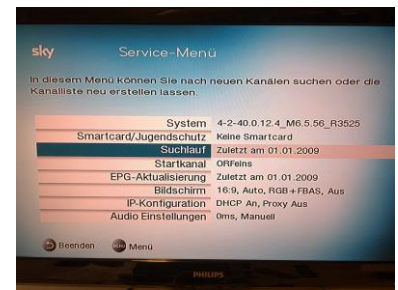 sky Service-Menü
In diesem Menü können Sie nach neuen Kanälen suchen oder die
Kanalliste neu erstellen lassen.
System 4-2-40.0.12.4_M6.5.56_R3525
Smartcard/Jugendschutz Keine Smartcard
Suchlauf Zuletzt am 01.01.2009
Startkanal ORFeins
EPG-Aktualisierung Zuletzt am 01.01.2009
Bildschirm 16:9, Auto, RGB+FBAS, Aus
IP-Konfiguration DHCP An, Proxy Aus
Audio Einstellungen 0ms, Manuell
Beenden MENU Menü
PHILIPS